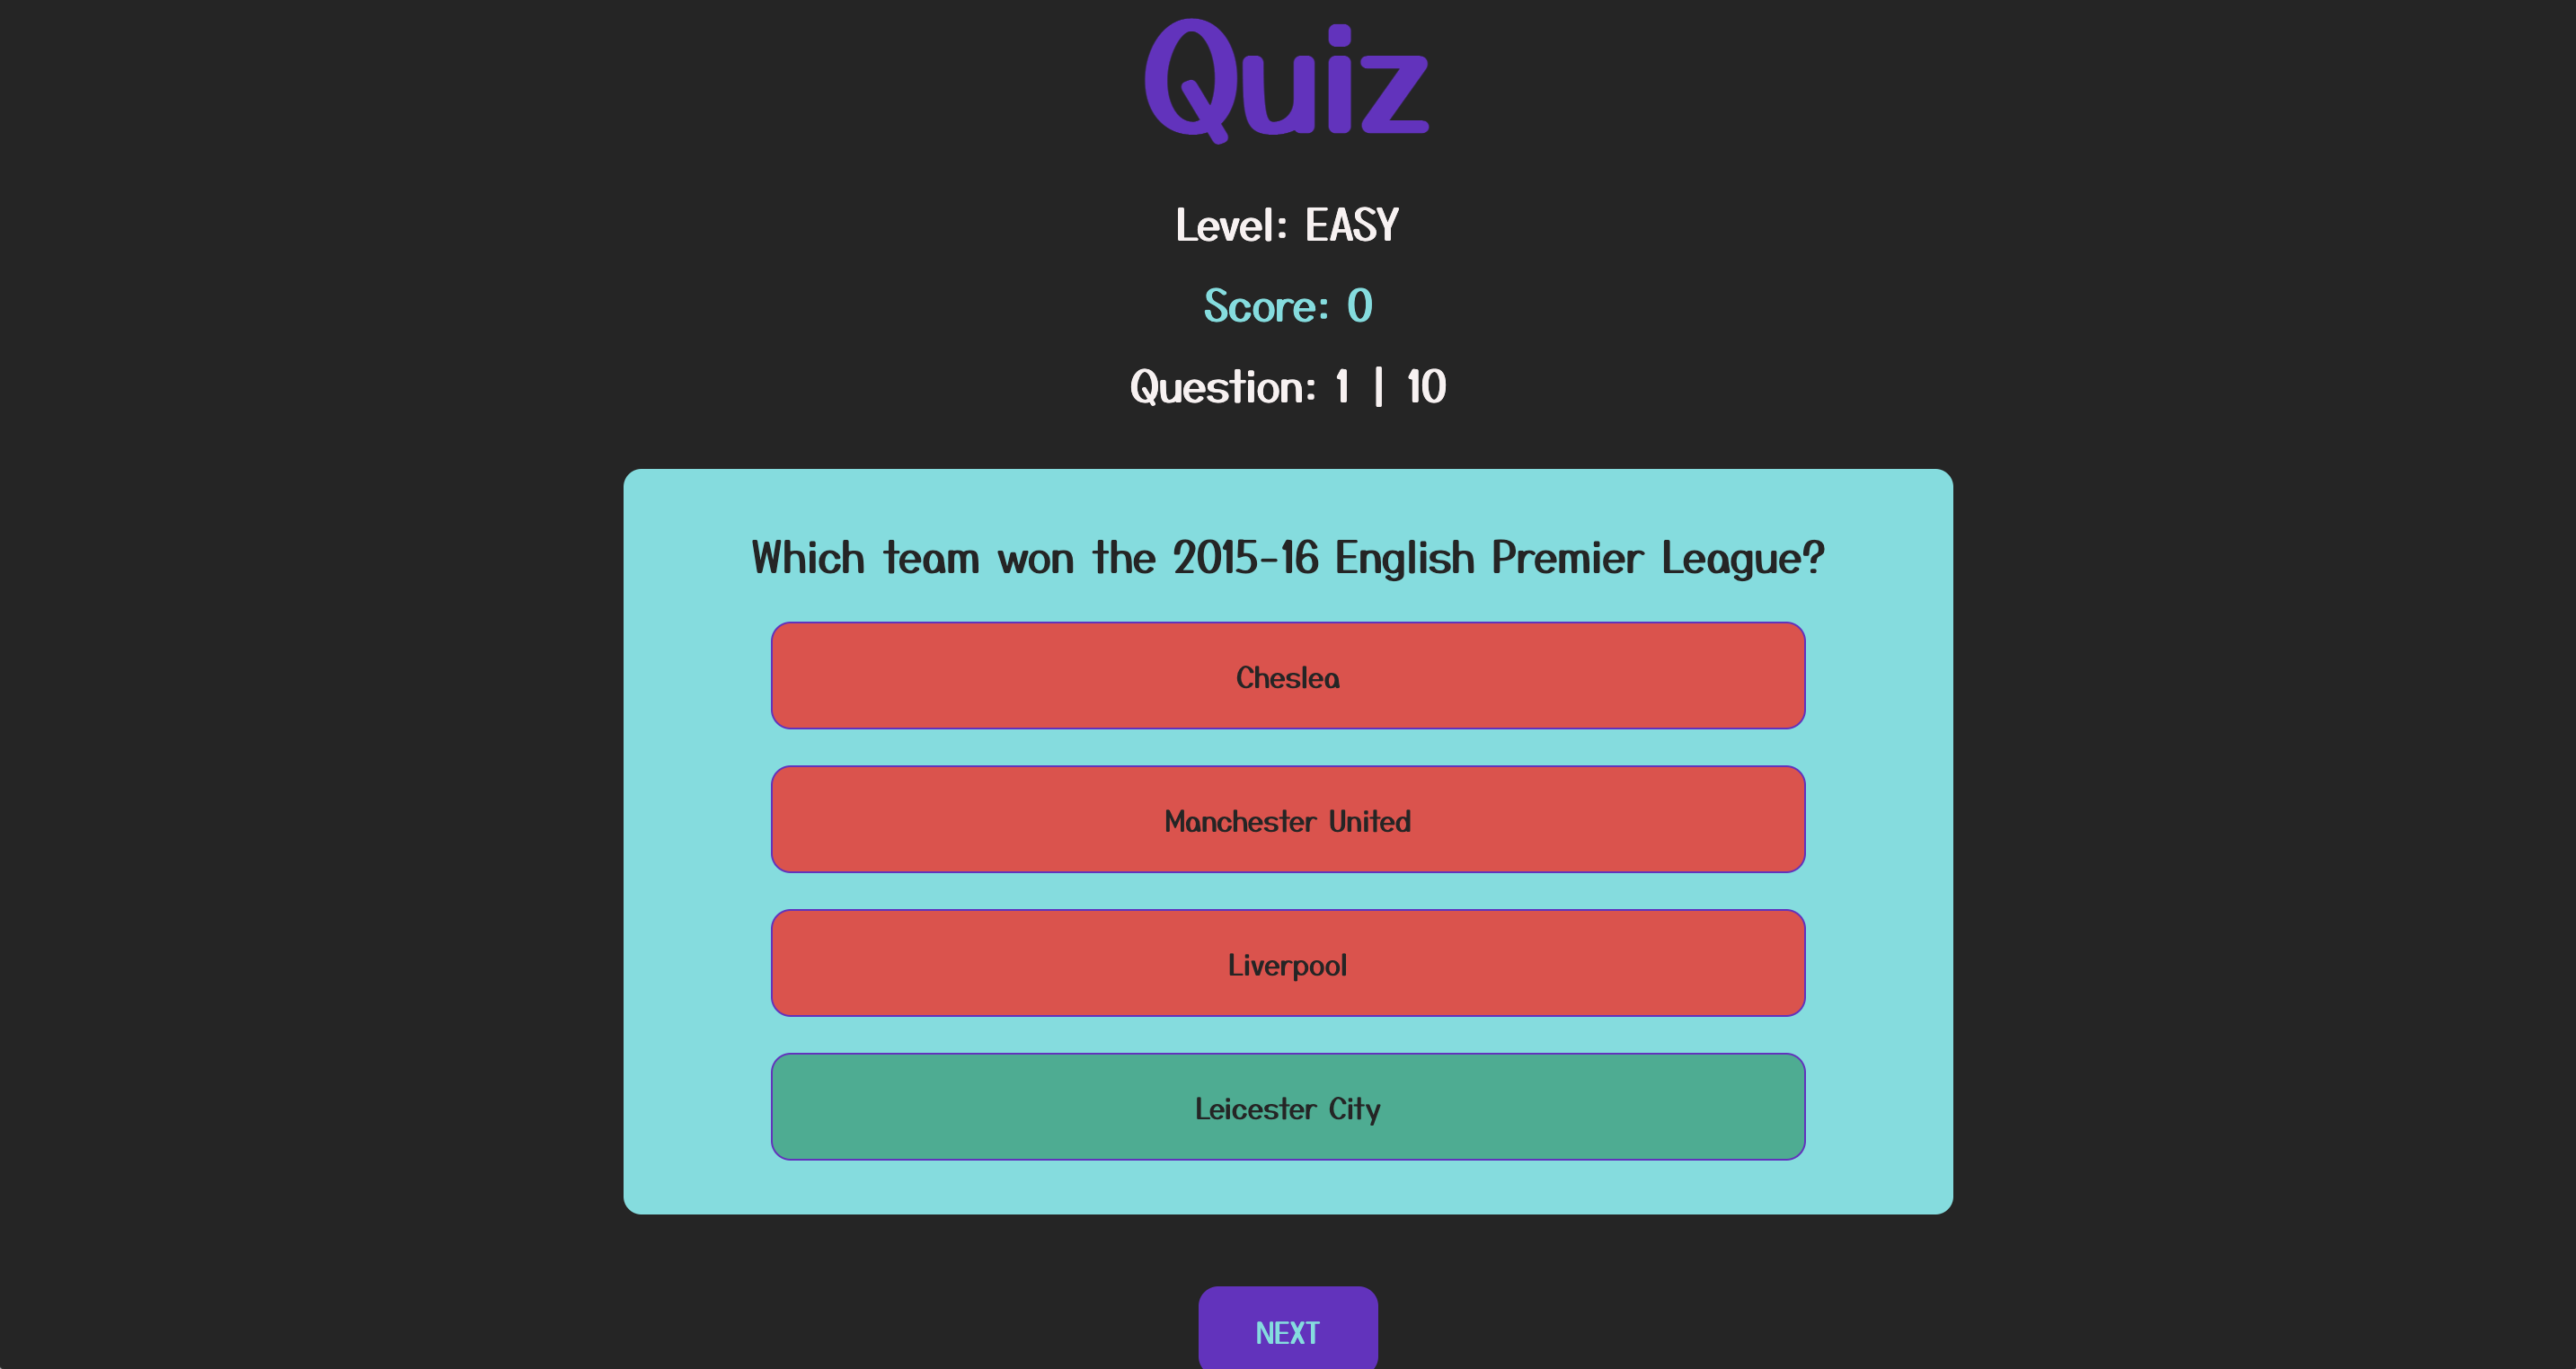 Quiz
Level: EASY
Score: 0
Question: 1 | 10
Which team won the 2015-16 English Premier League?
Cheslea
Manchester United
Liverpool
Leicester City
NEXT